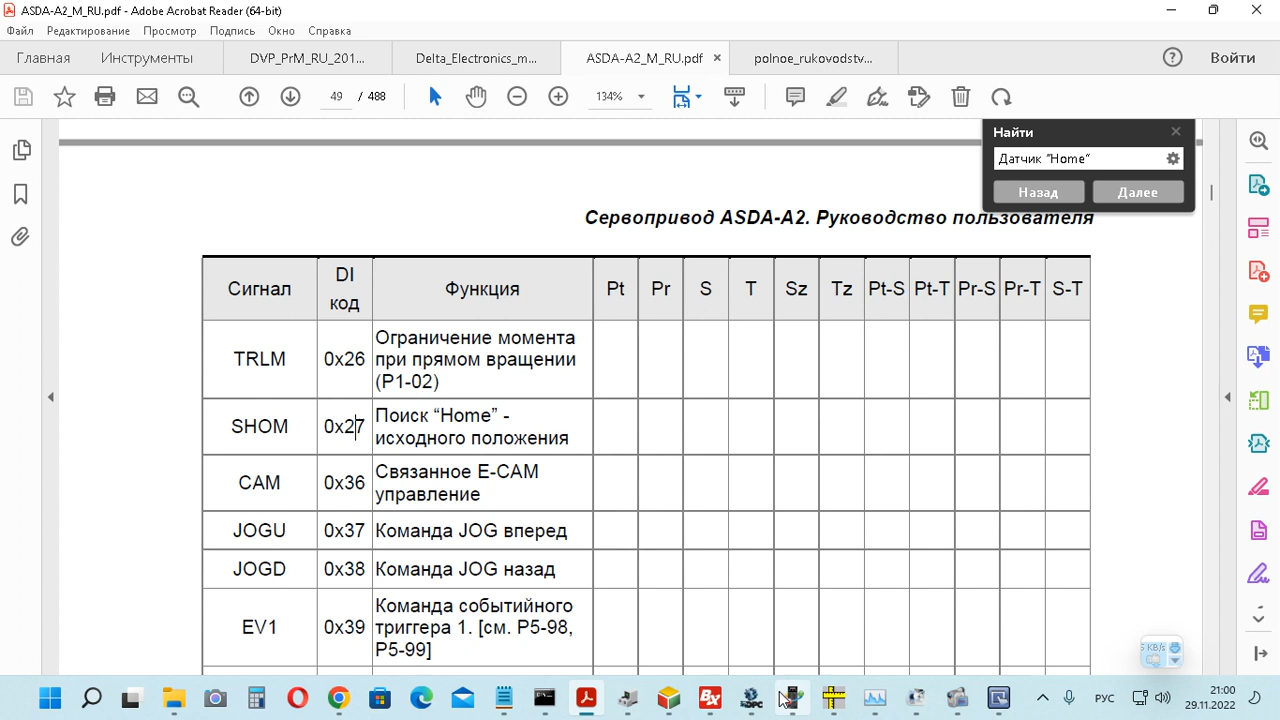 ASDA-A2_M_RU.pdf - Adobe Acrobat Reader (64-bit)
Файл Редактирование Просмотр Подпись Окно Справка
Главная Инструменты DVP_PrM_RU_201... Delta_Electronics_m... ASDA-A2_M_RU.pdf × polnoe_rukovodstv... Войти
49 / 488 134%
Найти
Датчик "Home"
Назад Далее
Сервопривод ASDA-A2. Руководство пользователя
Сигнал DI код Функция Pt Pr S T Sz Tz Pt-S Pt-T Pr-S Pr-T S-T
TRLM 0x26 Ограничение момента
при прямом вращении
(P1-02)
SHOM 0x27 Поиск “Home” -
исходного положения
CAM 0x36 Связанное E-CAM
управление
JOGU 0x37 Команда JOG вперед
JOGD 0x38 Команда JOG назад
EV1 0x39 Команда событийного
триггера 1. [см. P5-98,
P5-99]
5 KB/s
РУС
21:00
29.11.2022